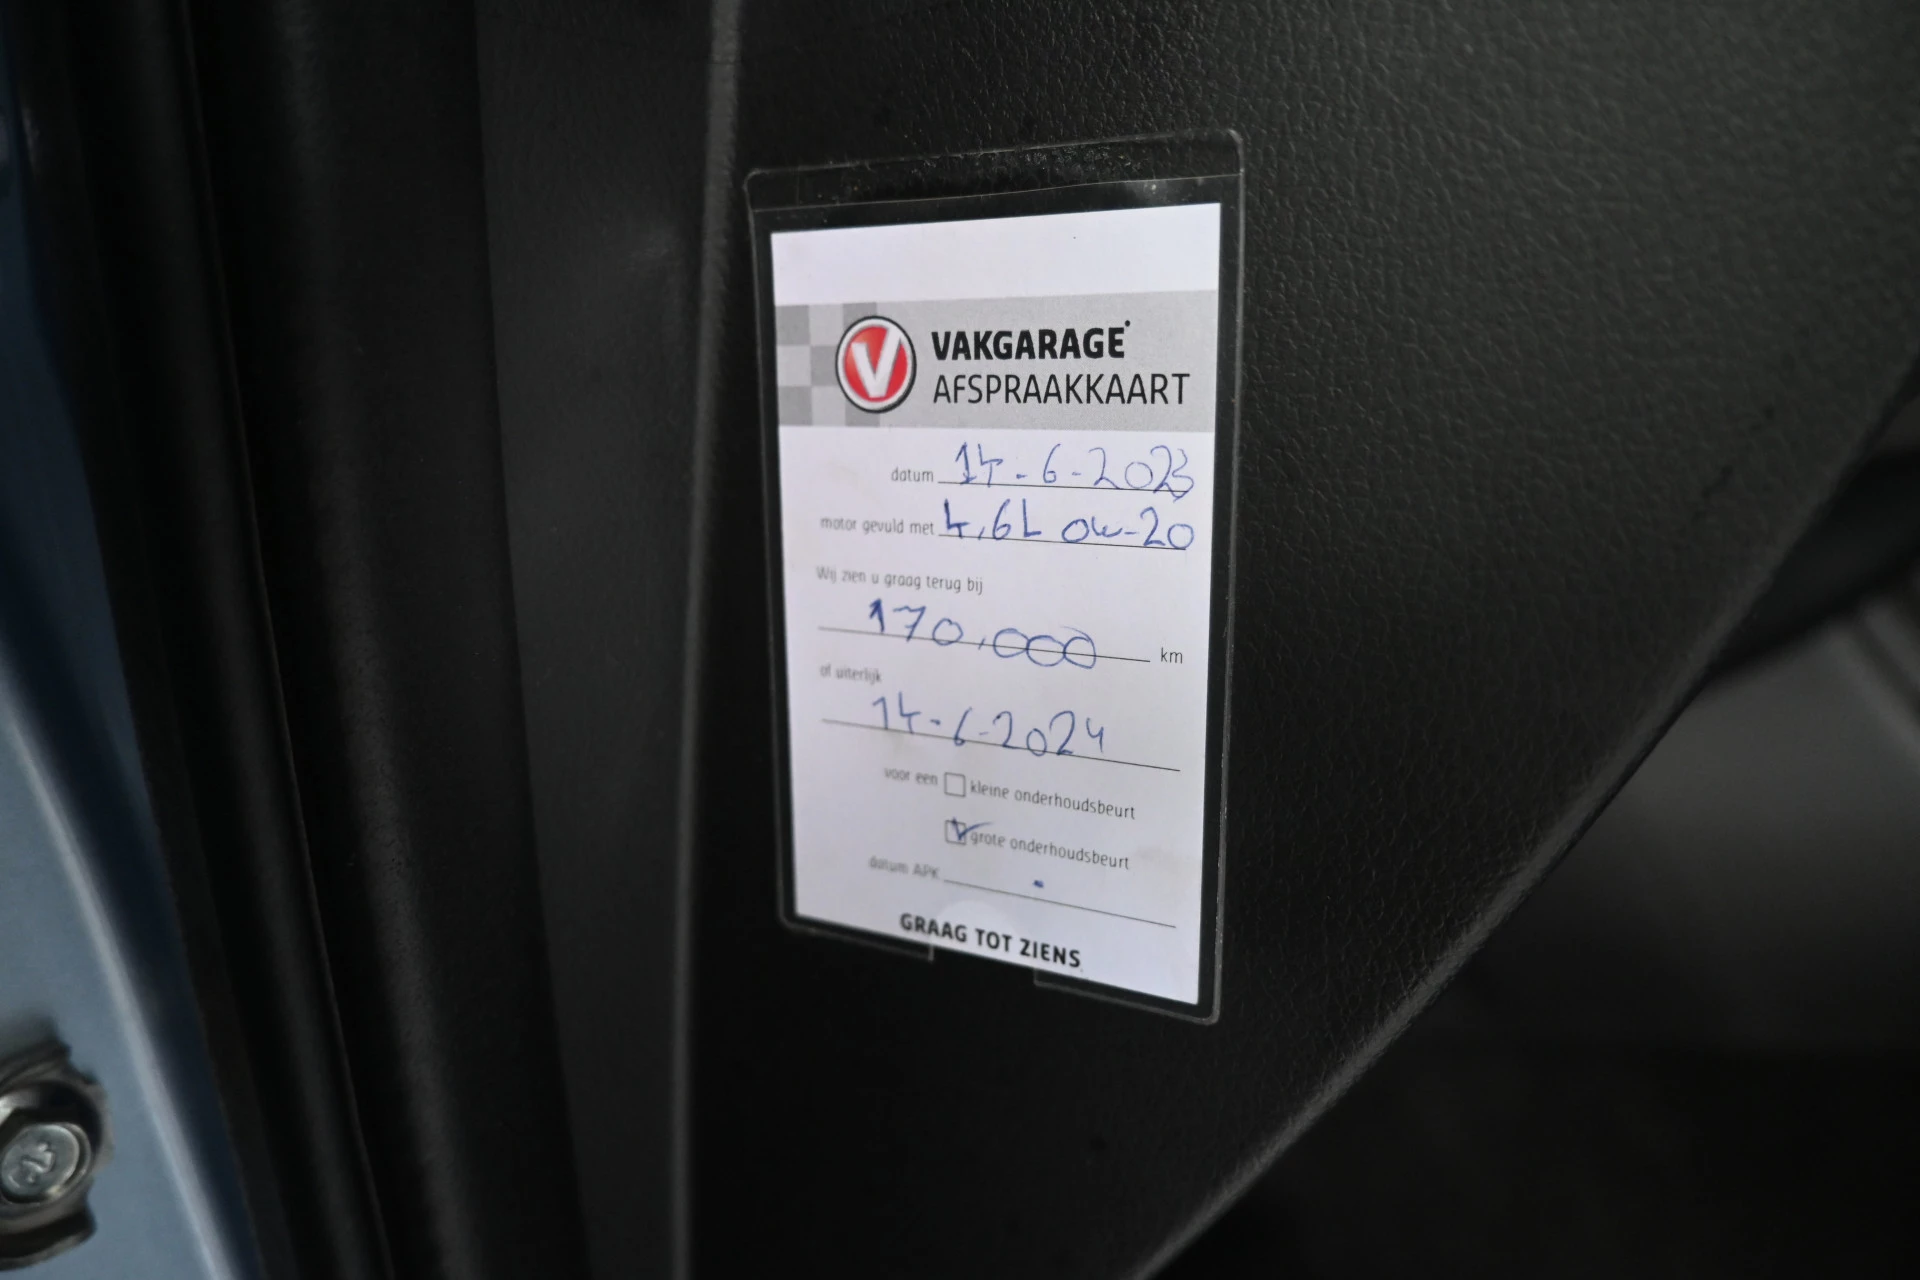 V VAKGARAGE
AFSPRAAKKAART
datum 14-6-2023
motor gevuld met 4,6L 0w-20
Wij zien u graag terug bij
170.000 km
of uiterlijk
14-6-2024
voor een kleine onderhoudsbeurt
grote onderhoudsbeurt
datum APK -
GRAAG TOT ZIENS